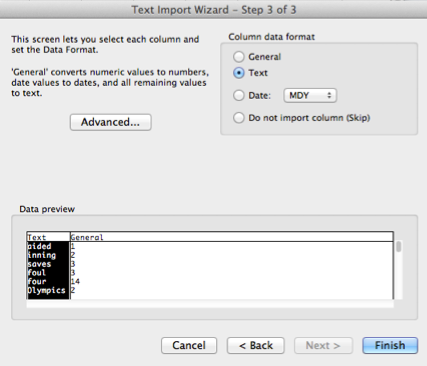 Text Import Wizard – Step 3 of 3
This screen lets you select each column and
set the Data Format.
'General' converts numeric values to numbers,
date values to dates, and all remaining values
to text.
Advanced...
Column data format
General
Text
Date: MDY
Do not import column (Skip)
Data preview
Text General
aided 1
inning 2
saves 3
foul 3
four 14
Olympics 2
Cancel < Back Next > Finish